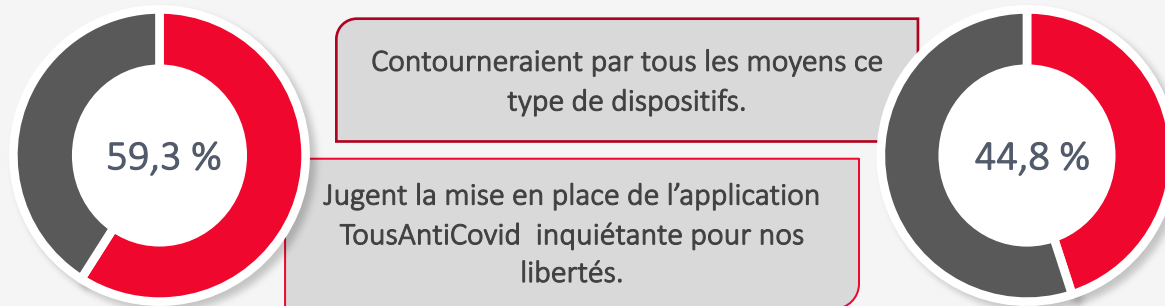 Contourneraient par tous les moyens ce
type de dispositifs.
59,3 %
44,8 %
Jugent la mise en place de l’application
TousAntiCovid inquiétante pour nos
libertés.